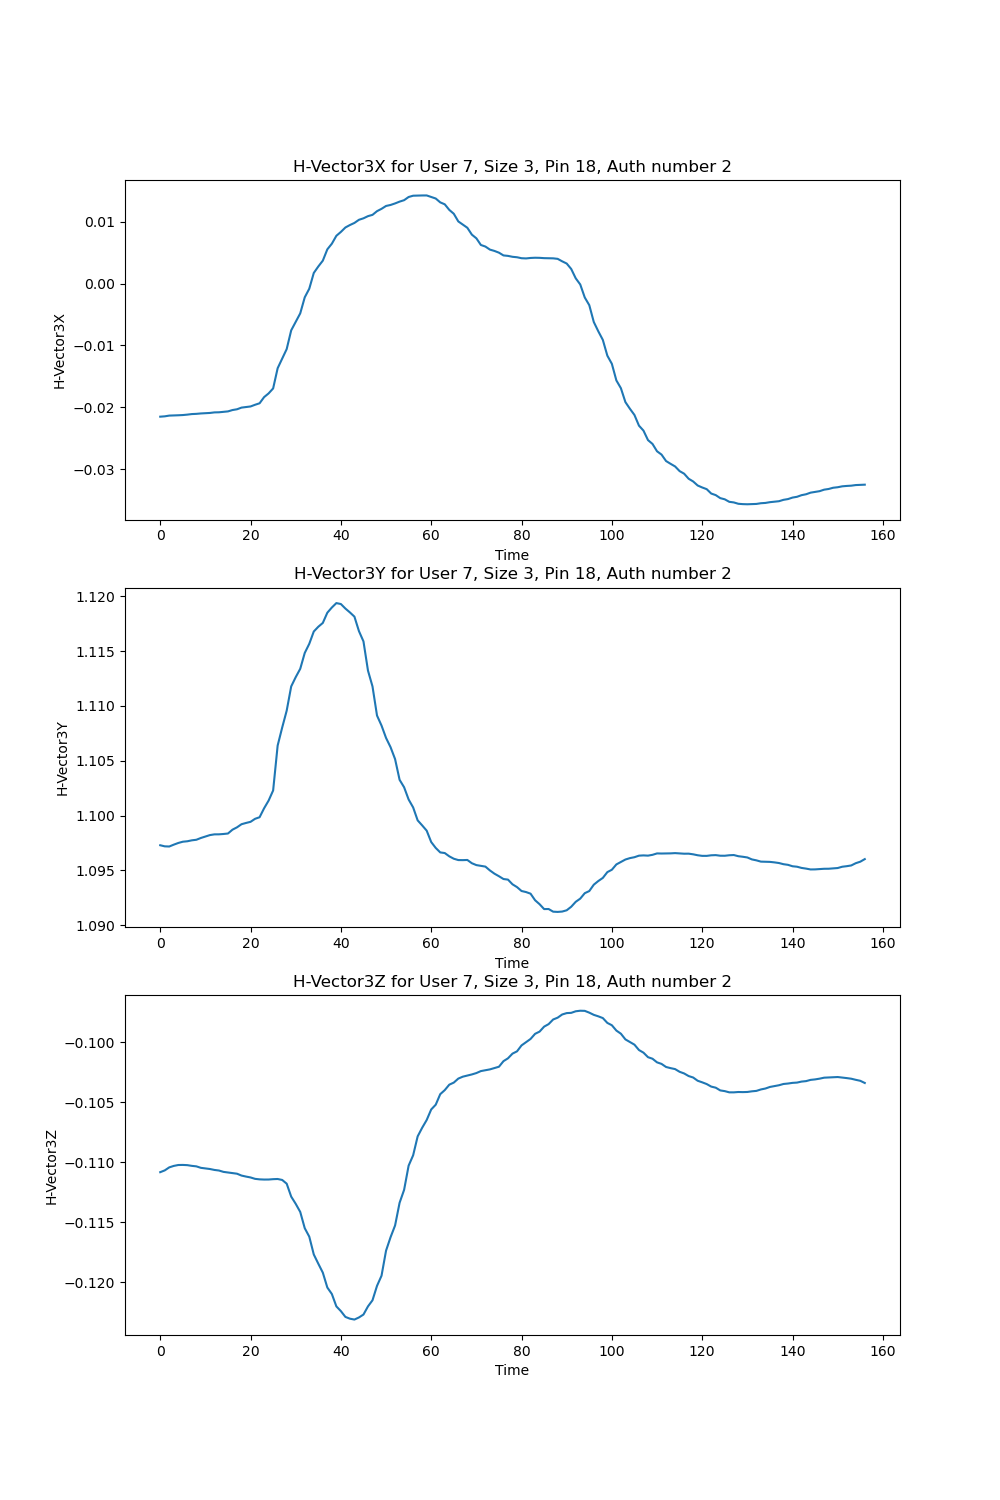 H-Vector3X for User 7, Size 3, Pin 18, Auth number 2
0.01
0.00
−0.01
−0.02
−0.03
H-Vector3X
0 20 40 60 80 100 120 140 160
Time
H-Vector3Y for User 7, Size 3, Pin 18, Auth number 2
1.120
1.115
1.110
1.105
1.100
1.095
1.090
H-Vector3Y
0 20 40 60 80 100 120 140 160
Time
H-Vector3Z for User 7, Size 3, Pin 18, Auth number 2
−0.100
−0.105
−0.110
−0.115
−0.120
H-Vector3Z
0 20 40 60 80 100 120 140 160
Time